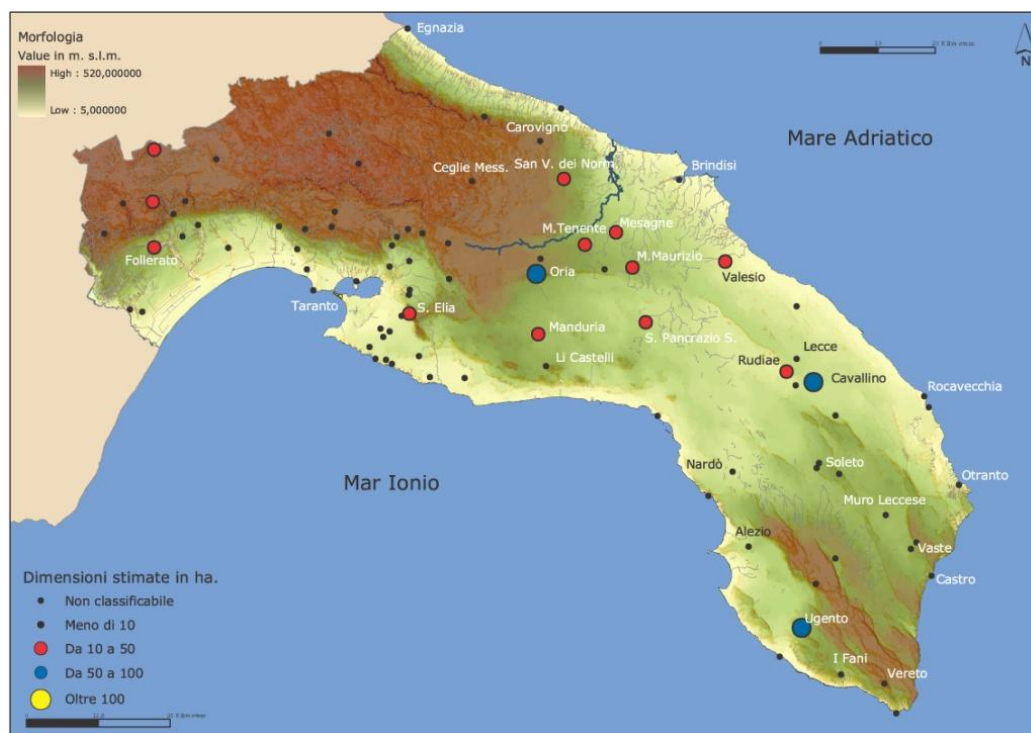 Morfologia
Value in m. s.l.m.
High : 520,000000
Low : 5,000000
Egnazia
N
Mare Adriatico
Carovigno
Ceglie Mess.
San V. dei Norm.
Brindisi
M.Tenente
Mesagne
Follerato
Oria
M.Maurizio
Valesio
Taranto
S. Elia
Manduria
S. Pancrazio S.
Li Castelli
Lecce
Rudiae
Cavallino
Rocavecchia
Mar Ionio
Nardò
Soleto
Otranto
Muro Leccese
Alezio
Vaste
Castro
Ugento
I Fani
Vereto
Dimensioni stimate in ha.
Non classificabile
Meno di 10
Da 10 a 50
Da 50 a 100
Oltre 100